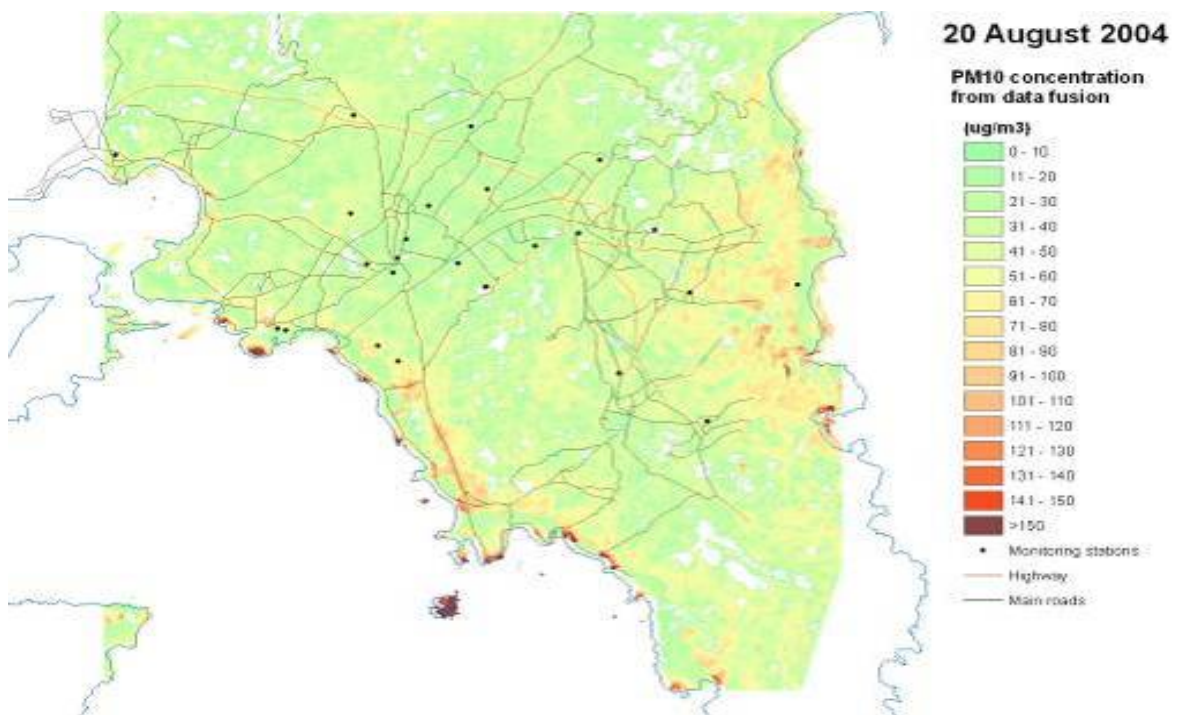 20 August 2004
PM10 concentration
from data fusion
(ug/m3)
0 - 10
11 - 20
21 - 30
31 - 40
41 - 50
51 - 60
61 - 70
71 - 80
81 - 90
91 - 100
101 - 110
111 - 120
121 - 130
131 - 140
141 - 150
>150
Monitoring stations
Highway
Main roads